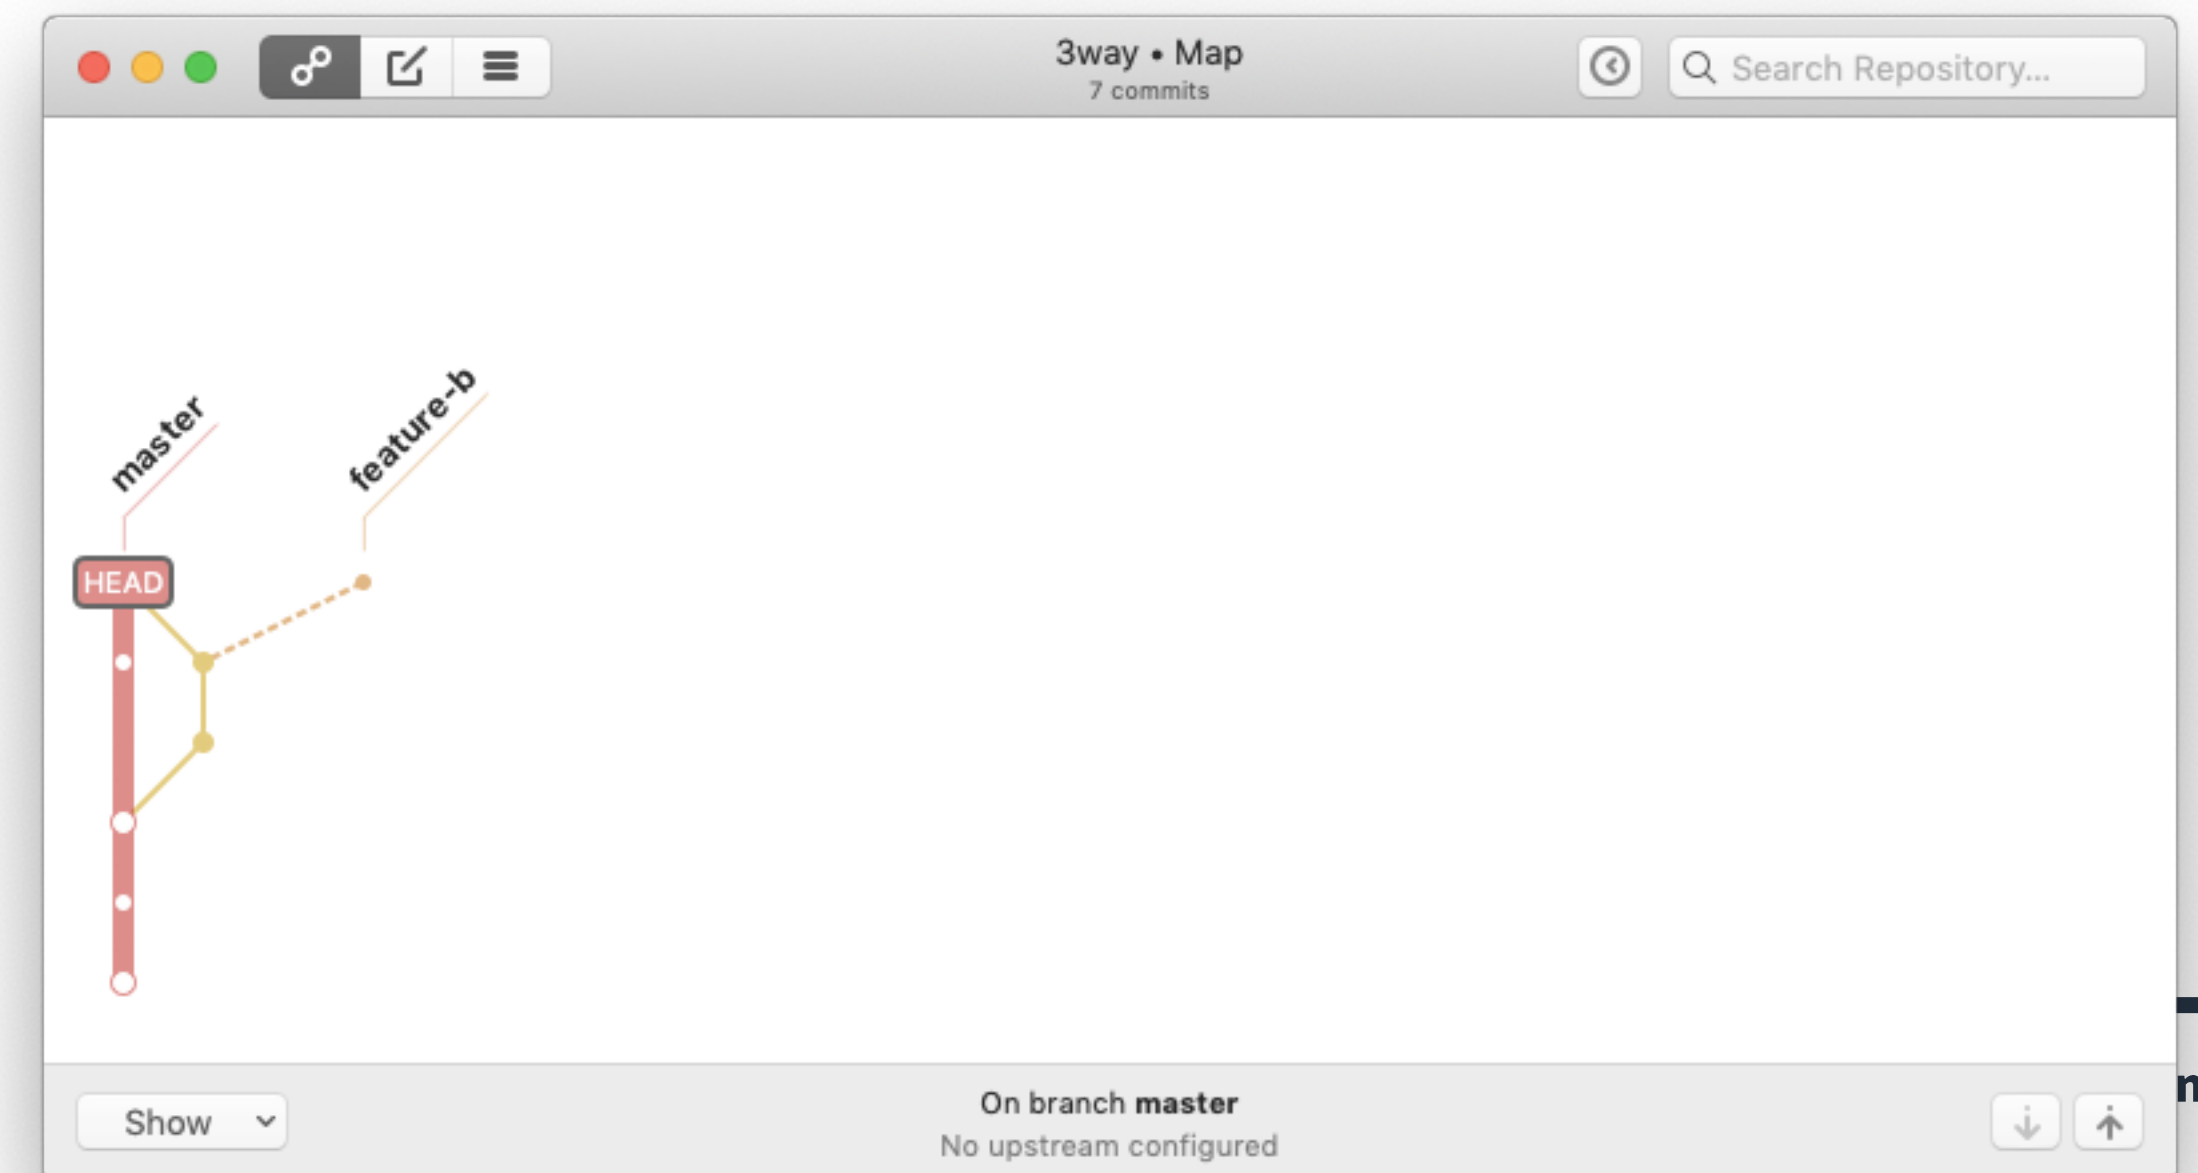 3way • Map
7 commits
Search Repository...
master
feature-b
HEAD
Show
On branch master
No upstream configured